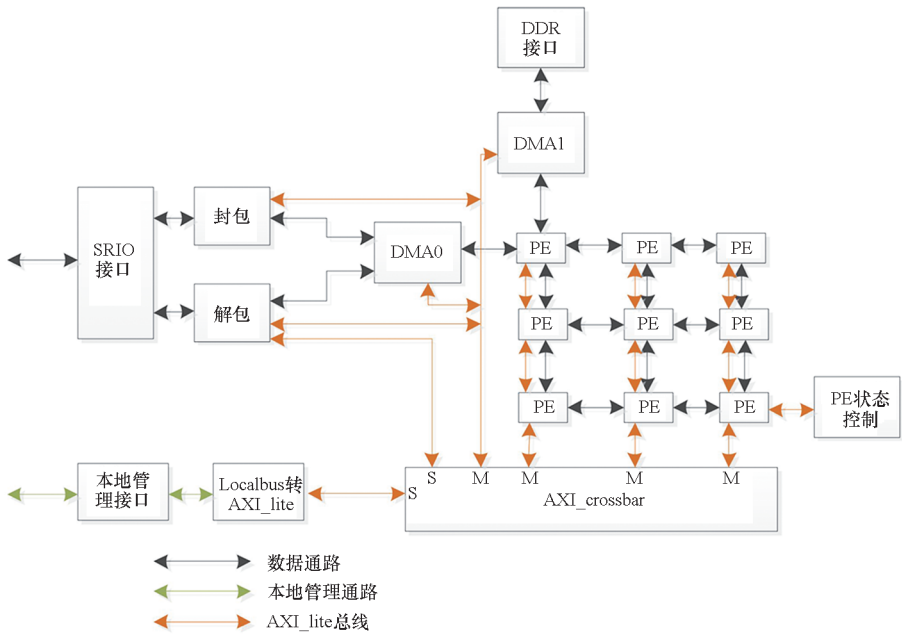 DDR
接口
DMA1
SRIO
接口
封包
DMA0
PE
PE
PE
解包
PE
PE
PE
PE
PE
PE
PE状态
控制
本地管
理接口
Localbus转
AXI_lite
S
S
M
M
M
M
AXI_crossbar
数据通路
本地管理通路
AXI_lite总线